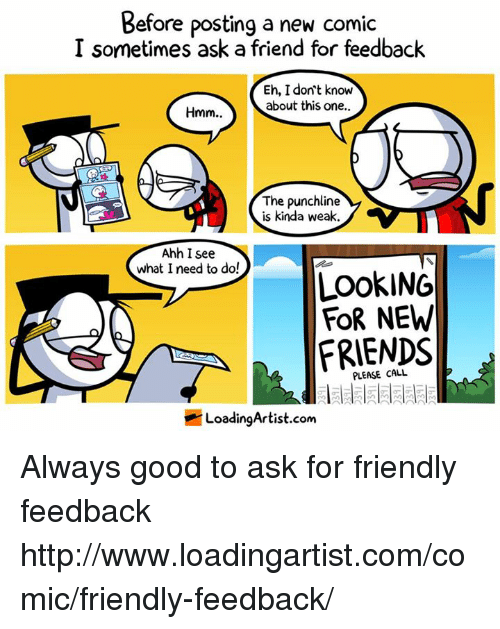 Before posting a new comic
I sometimes ask a friend for feedback
Hmm..
Eh, I don't know
about this one..
The punchline
is kinda weak.
Ahh I see
what I need to do!
LOOKING
FOR NEW
FRIENDS
PLEASE CALL
LoadingArtist.com
Always good to ask for friendly
feedback
http://www.loadingartist.com/co
mic/friendly-feedback/